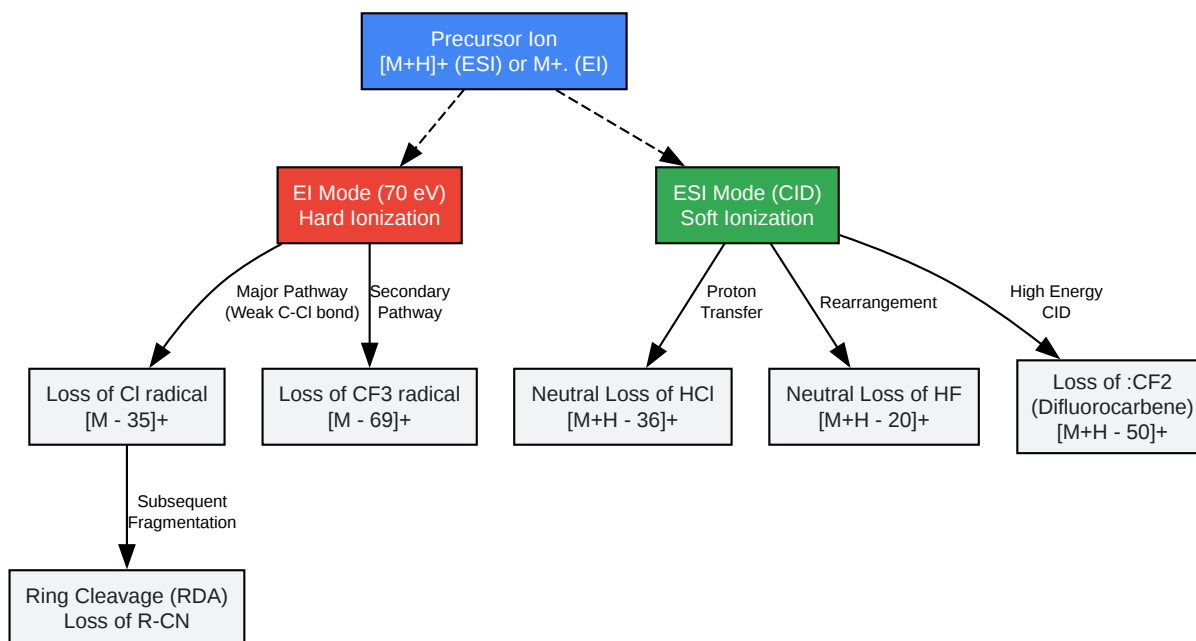 Precursor Ion
[M+H]+ (ESI) or M+. (EI)
EI Mode (70 eV)
Hard Ionization
ESI Mode (CID)
Soft Ionization
Major Pathway
(Weak C-Cl bond)
Secondary
Pathway
Proton
Transfer
Rearrangement
High Energy
CID
Loss of Cl radical
[M - 35]+
Loss of CF3 radical
[M - 69]+
Neutral Loss of HCl
[M+H - 36]+
Neutral Loss of HF
[M+H - 20]+
Loss of :CF2
(Difluorocarbene)
[M+H - 50]+
Subsequent
Fragmentation
Ring Cleavage (RDA)
Loss of R-CN